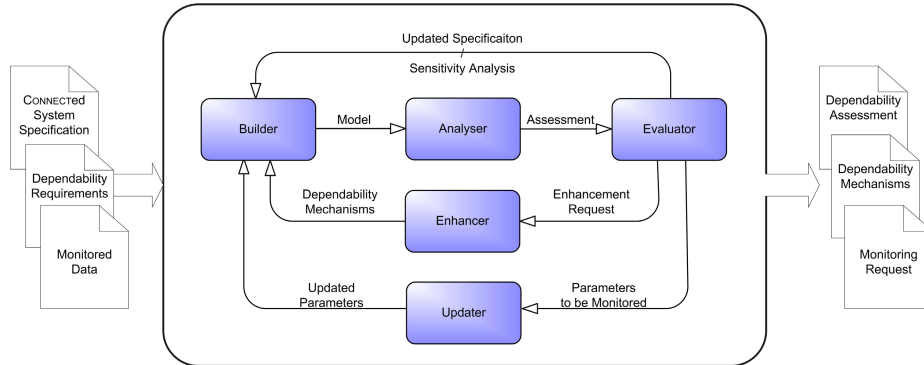 Updated Specificaiton
Sensitivity Analysis
CONNECTed
System
Specification
Dependability
Requirements
Monitored
Data
Builder
Model
Analyser
Assessment
Evaluator
Dependability
Mechanisms
Enhancer
Enhancement
Request
Updated
Parameters
Updater
Parameters
to be Monitored
Dependability
Assessment
Dependability
Mechanisms
Monitoring
Request